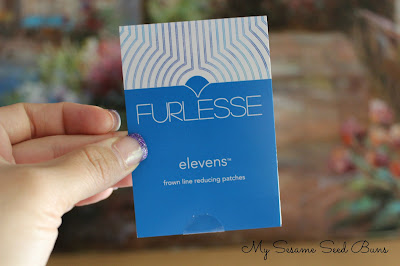 FURLESSE
elevens™
frown line reducing patches
My Sesame Seed Buns